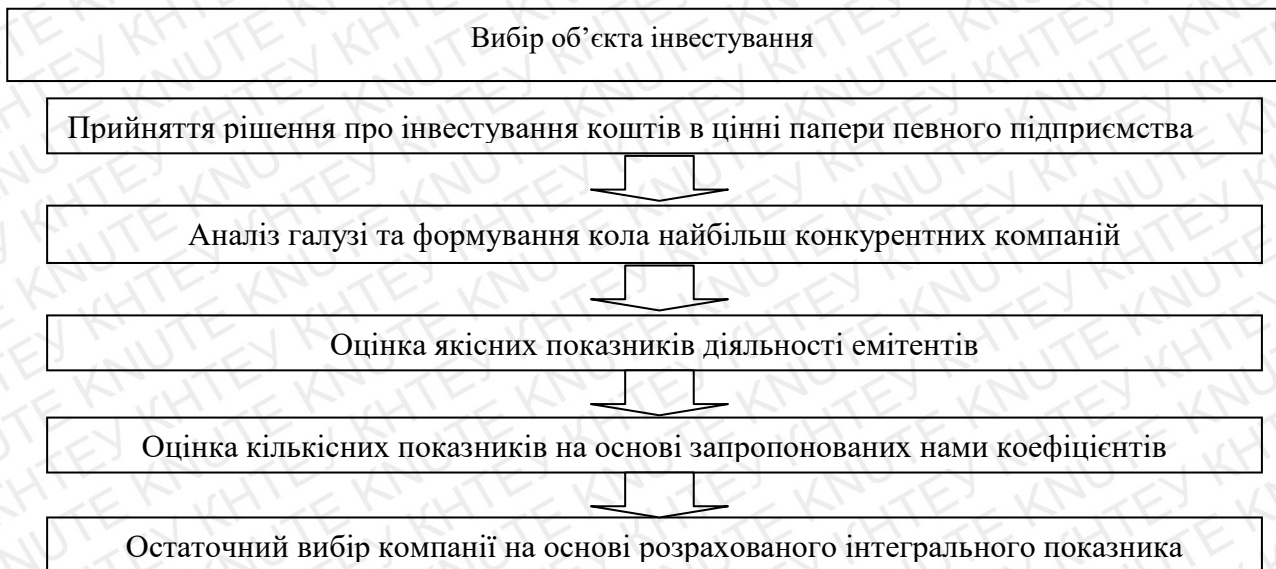 Вибір об’єкта інвестування
Прийняття рішення про інвестування коштів в цінні папери певного підприємства
Аналіз галузі та формування кола найбільш конкурентних компаній
Оцінка якісних показників діяльності емітентів
Оцінка кількісних показників на основі запропонованих нами коефіцієнтів
Остаточний вибір компанії на основі розрахованого інтегрального показника